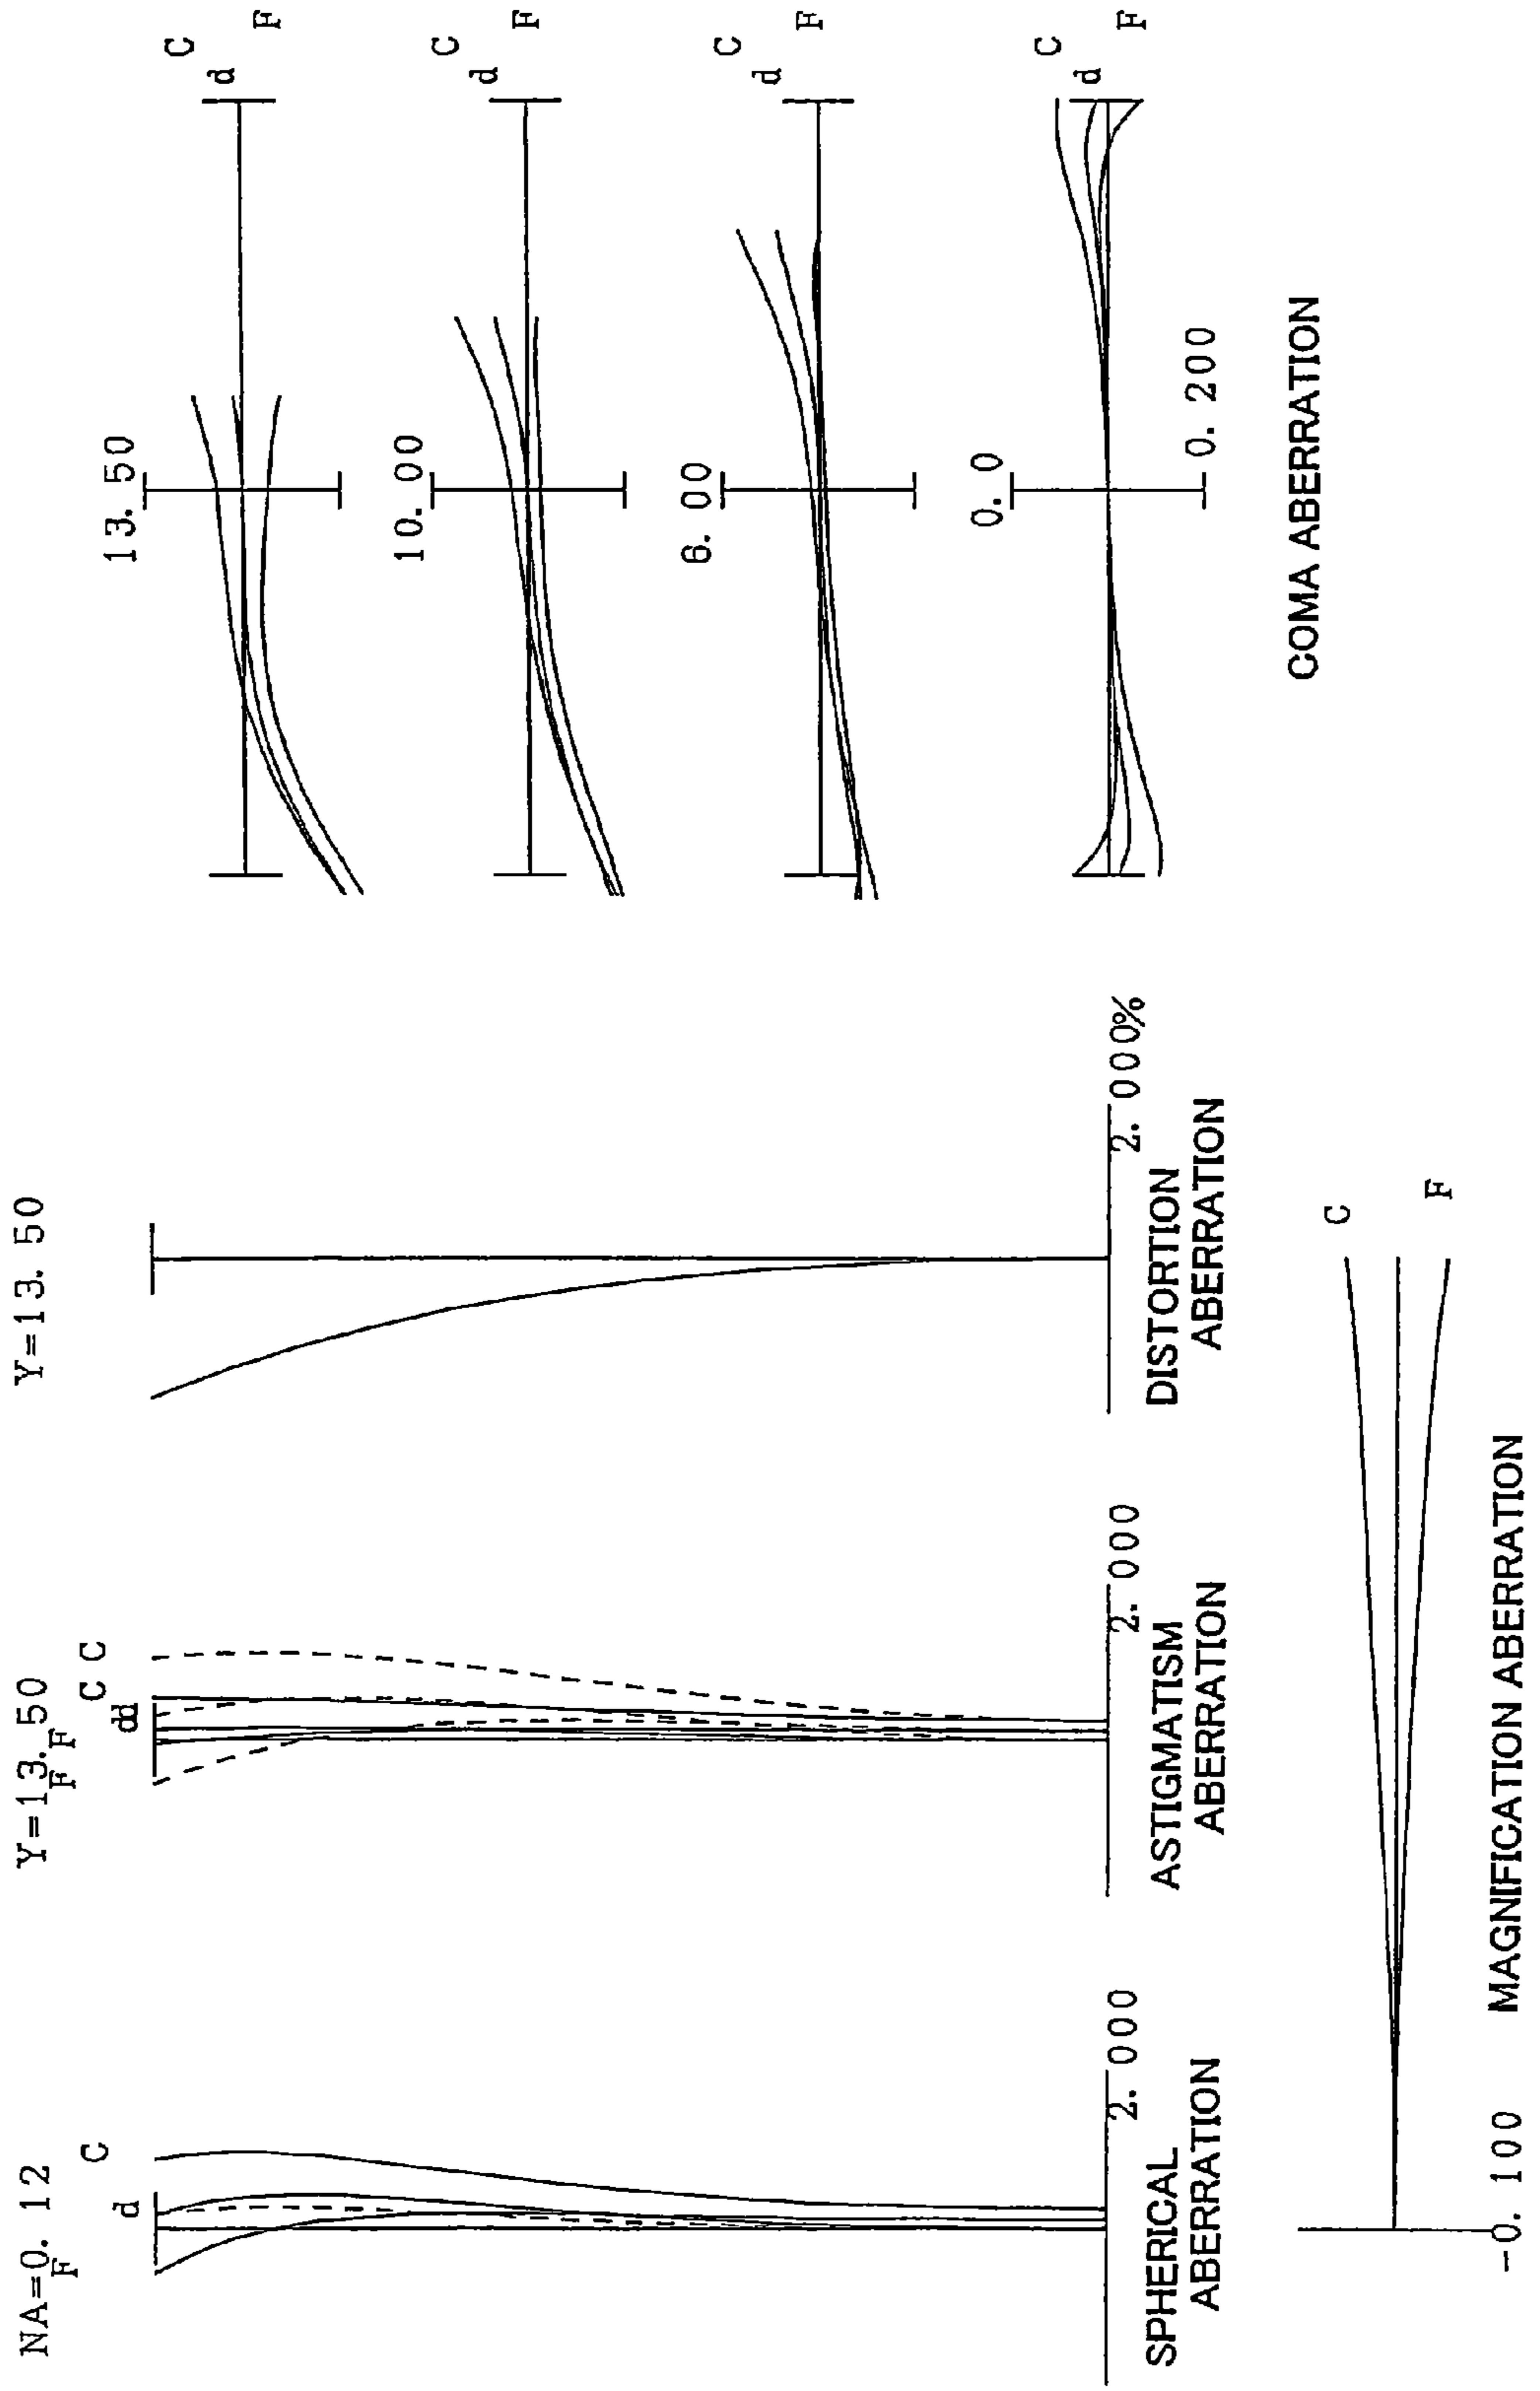 NA=0. 12
F
d
C
2. 000
SPHERICAL
ABERRATION
Y=13. 50
F F
dd
C C
2. 000
ASTIGMATISM
ABERRATION
Y=13. 50
2. 000%
DISTORTION
ABERRATION
13. 50
C
d
F
10. 00
C
d
F
6. 00
C
d
F
0. 0
C
d
F
0. 200
COMA ABERRATION
C
F
-0. 100
MAGNIFICATION ABERRATION